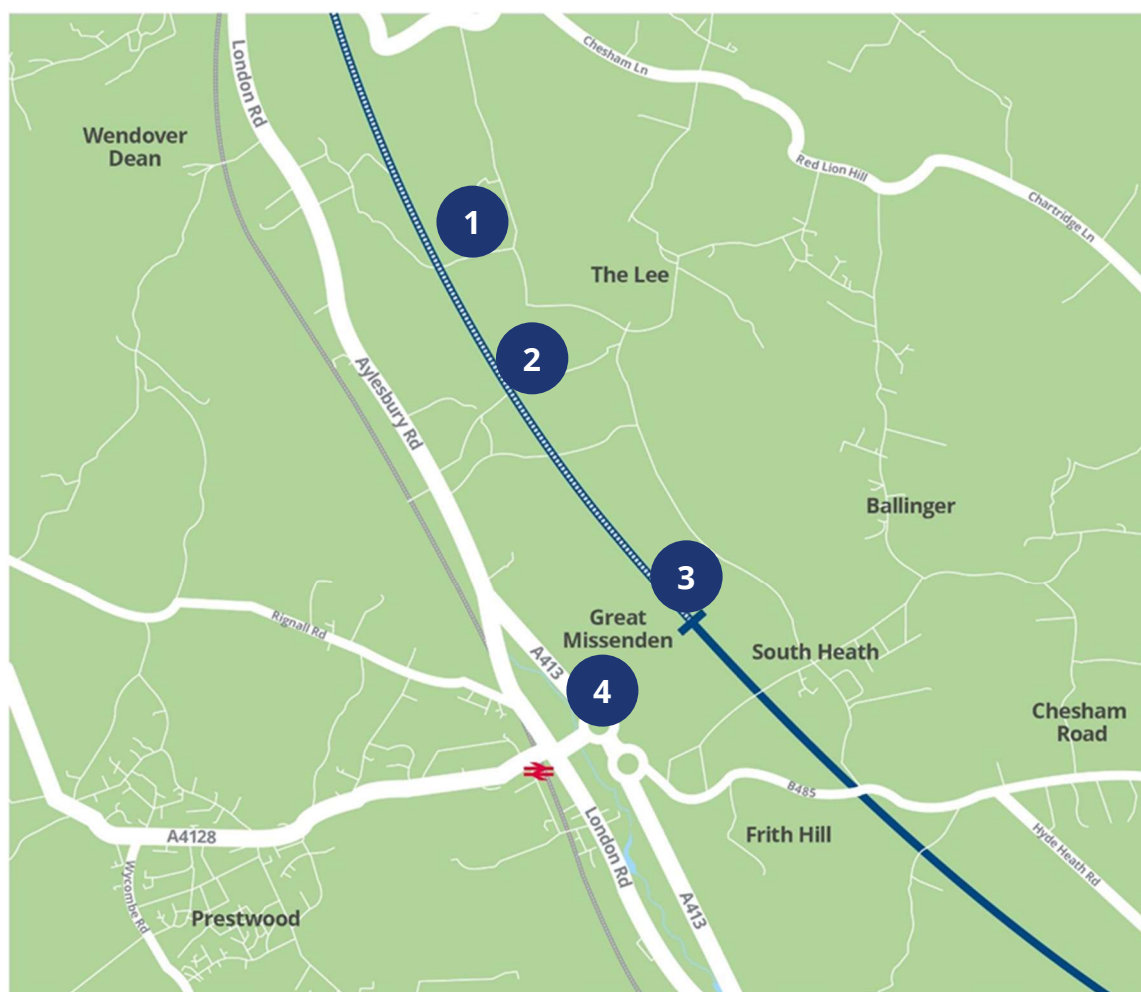 London Rd
Chesham Ln
Wendover
Dean
Red Lion Hill
Chartridge Ln
1
The Lee
2
Aylesbury Rd
Ballinger
3
Rignall Rd
Great
Missenden
A413
South Heath
4
Chesham
Road
B485
A4128
London Rd
Frith Hill
Hyde Heath Rd
Wycombe Rd
Prestwood
A413